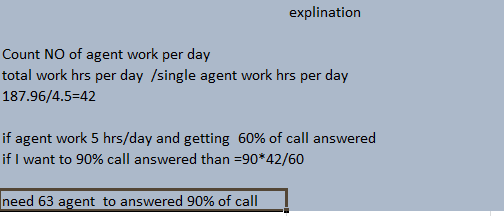 explination
Count NO of agent work per day
total work hrs per day /single agent work hrs per day
187.96/4.5=42
if agent work 5 hrs/day and getting 60% of call answered
if I want to 90% call answered than =90*42/60
need 63 agent to answered 90% of call